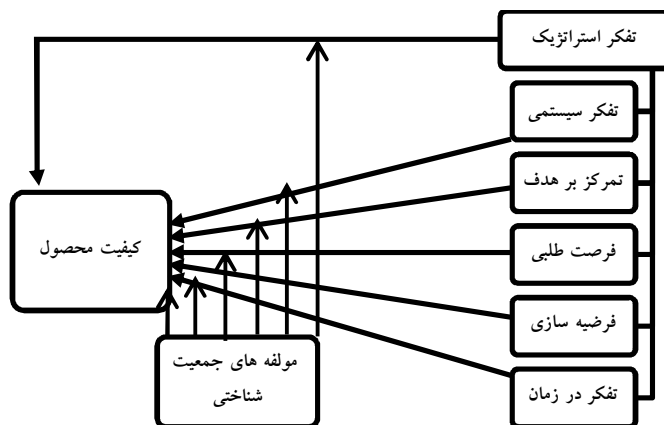 تفکر استراتژیک
تفکر سیستمی
تمرکز بر هدف
کیفیت محصول
فرصت طلبی
فرضیه سازی
مولفه های جمعیت
شناختی
تفکر در زمان